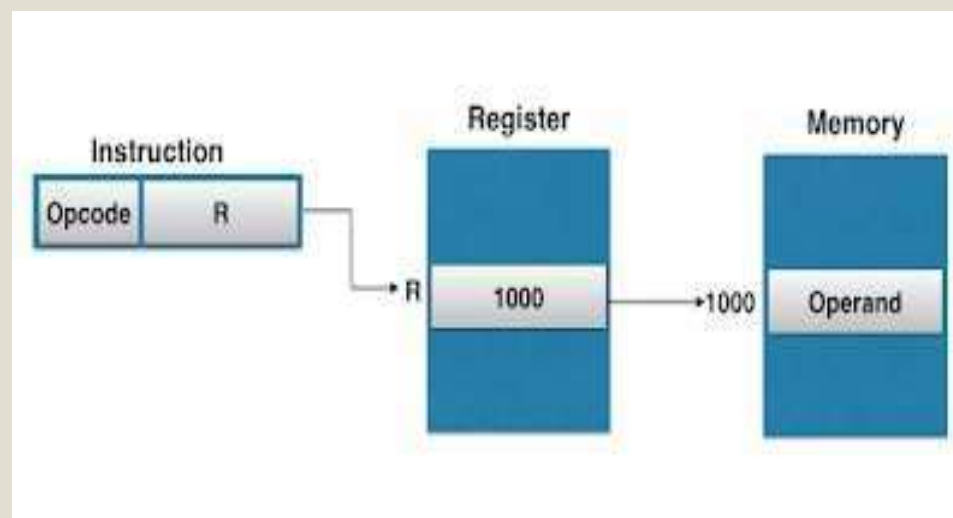 Instruction
Opcode R
Register
R 1000
Memory
1000 Operand